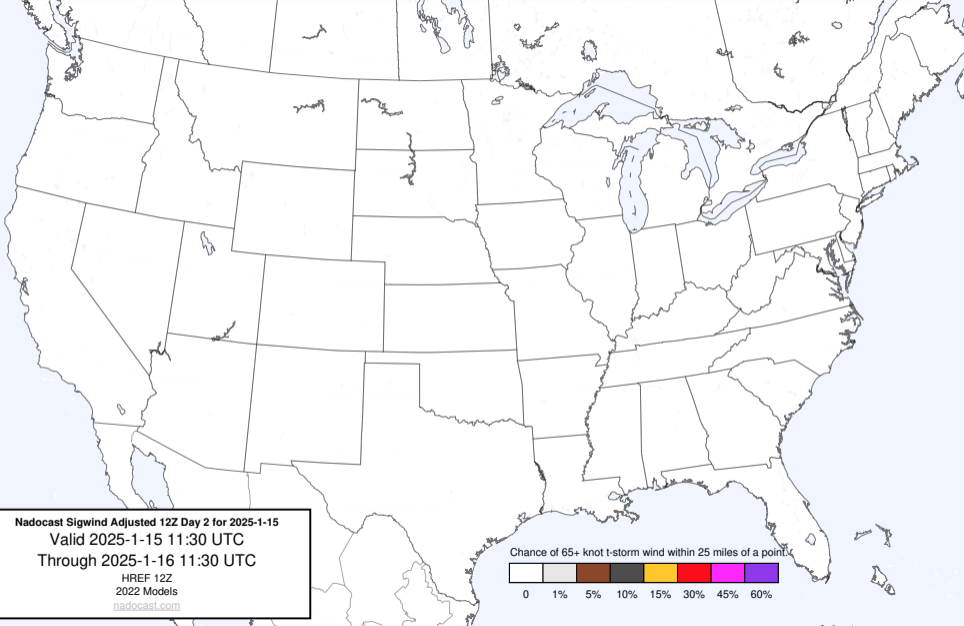 Nadocast Sigwind Adjusted 12Z Day 2 for 2025-1-15
Valid 2025-1-15 11:30 UTC
Through 2025-1-16 11:30 UTC
HREF 12Z
2022 Models
nadocast.com
Chance of 65+ knot t-storm wind within 25 miles of a point.
0 1% 5% 10% 15% 30% 45% 60%